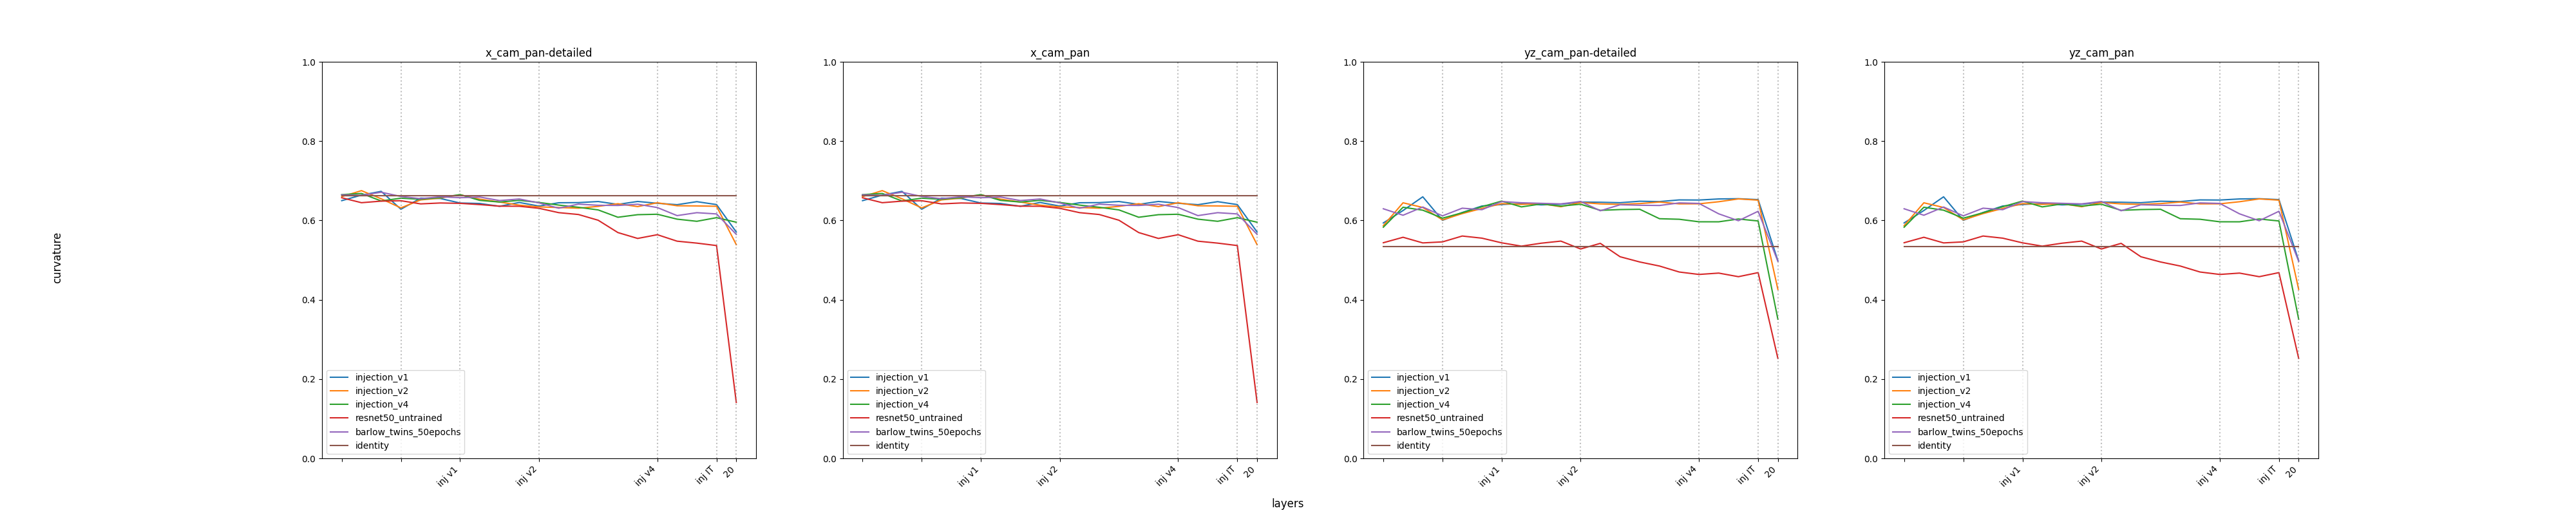 x_cam_pan-detailed
x_cam_pan
yz_cam_pan-detailed
yz_cam_pan
curvature
1.0
0.8
0.6
0.4
0.2
0.0
injection_v1
injection_v2
injection_v4
resnet50_untrained
barlow_twins_50epochs
identity
inj v1
inj v2
inj v4
inj IT
20
1.0
0.8
0.6
0.4
0.2
0.0
injection_v1
injection_v2
injection_v4
resnet50_untrained
barlow_twins_50epochs
identity
inj v1
inj v2
inj v4
inj IT
20
1.0
0.8
0.6
0.4
0.2
0.0
injection_v1
injection_v2
injection_v4
resnet50_untrained
barlow_twins_50epochs
identity
inj v1
inj v2
inj v4
inj IT
20
1.0
0.8
0.6
0.4
0.2
0.0
injection_v1
injection_v2
injection_v4
resnet50_untrained
barlow_twins_50epochs
identity
inj v1
inj v2
inj v4
inj IT
20
layers